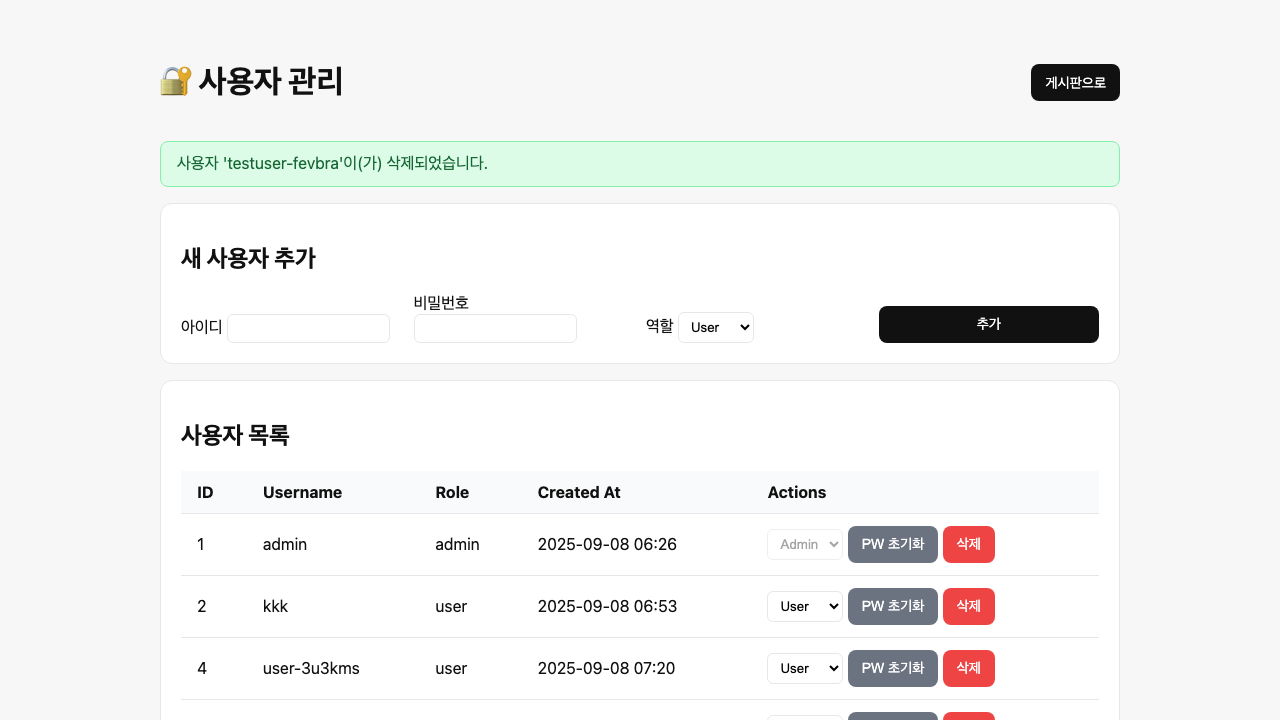 🔐 사용자 관리
게시판으로
사용자 'testuser-fevbra'이(가) 삭제되었습니다.
새 사용자 추가
아이디
비밀번호
역할 User
추가
사용자 목록
ID Username Role Created At Actions
1 admin admin 2025-09-08 06:26 Admin PW 초기화 삭제
2 kkk user 2025-09-08 06:53 User PW 초기화 삭제
4 user-3u3kms user 2025-09-08 07:20 User PW 초기화 삭제